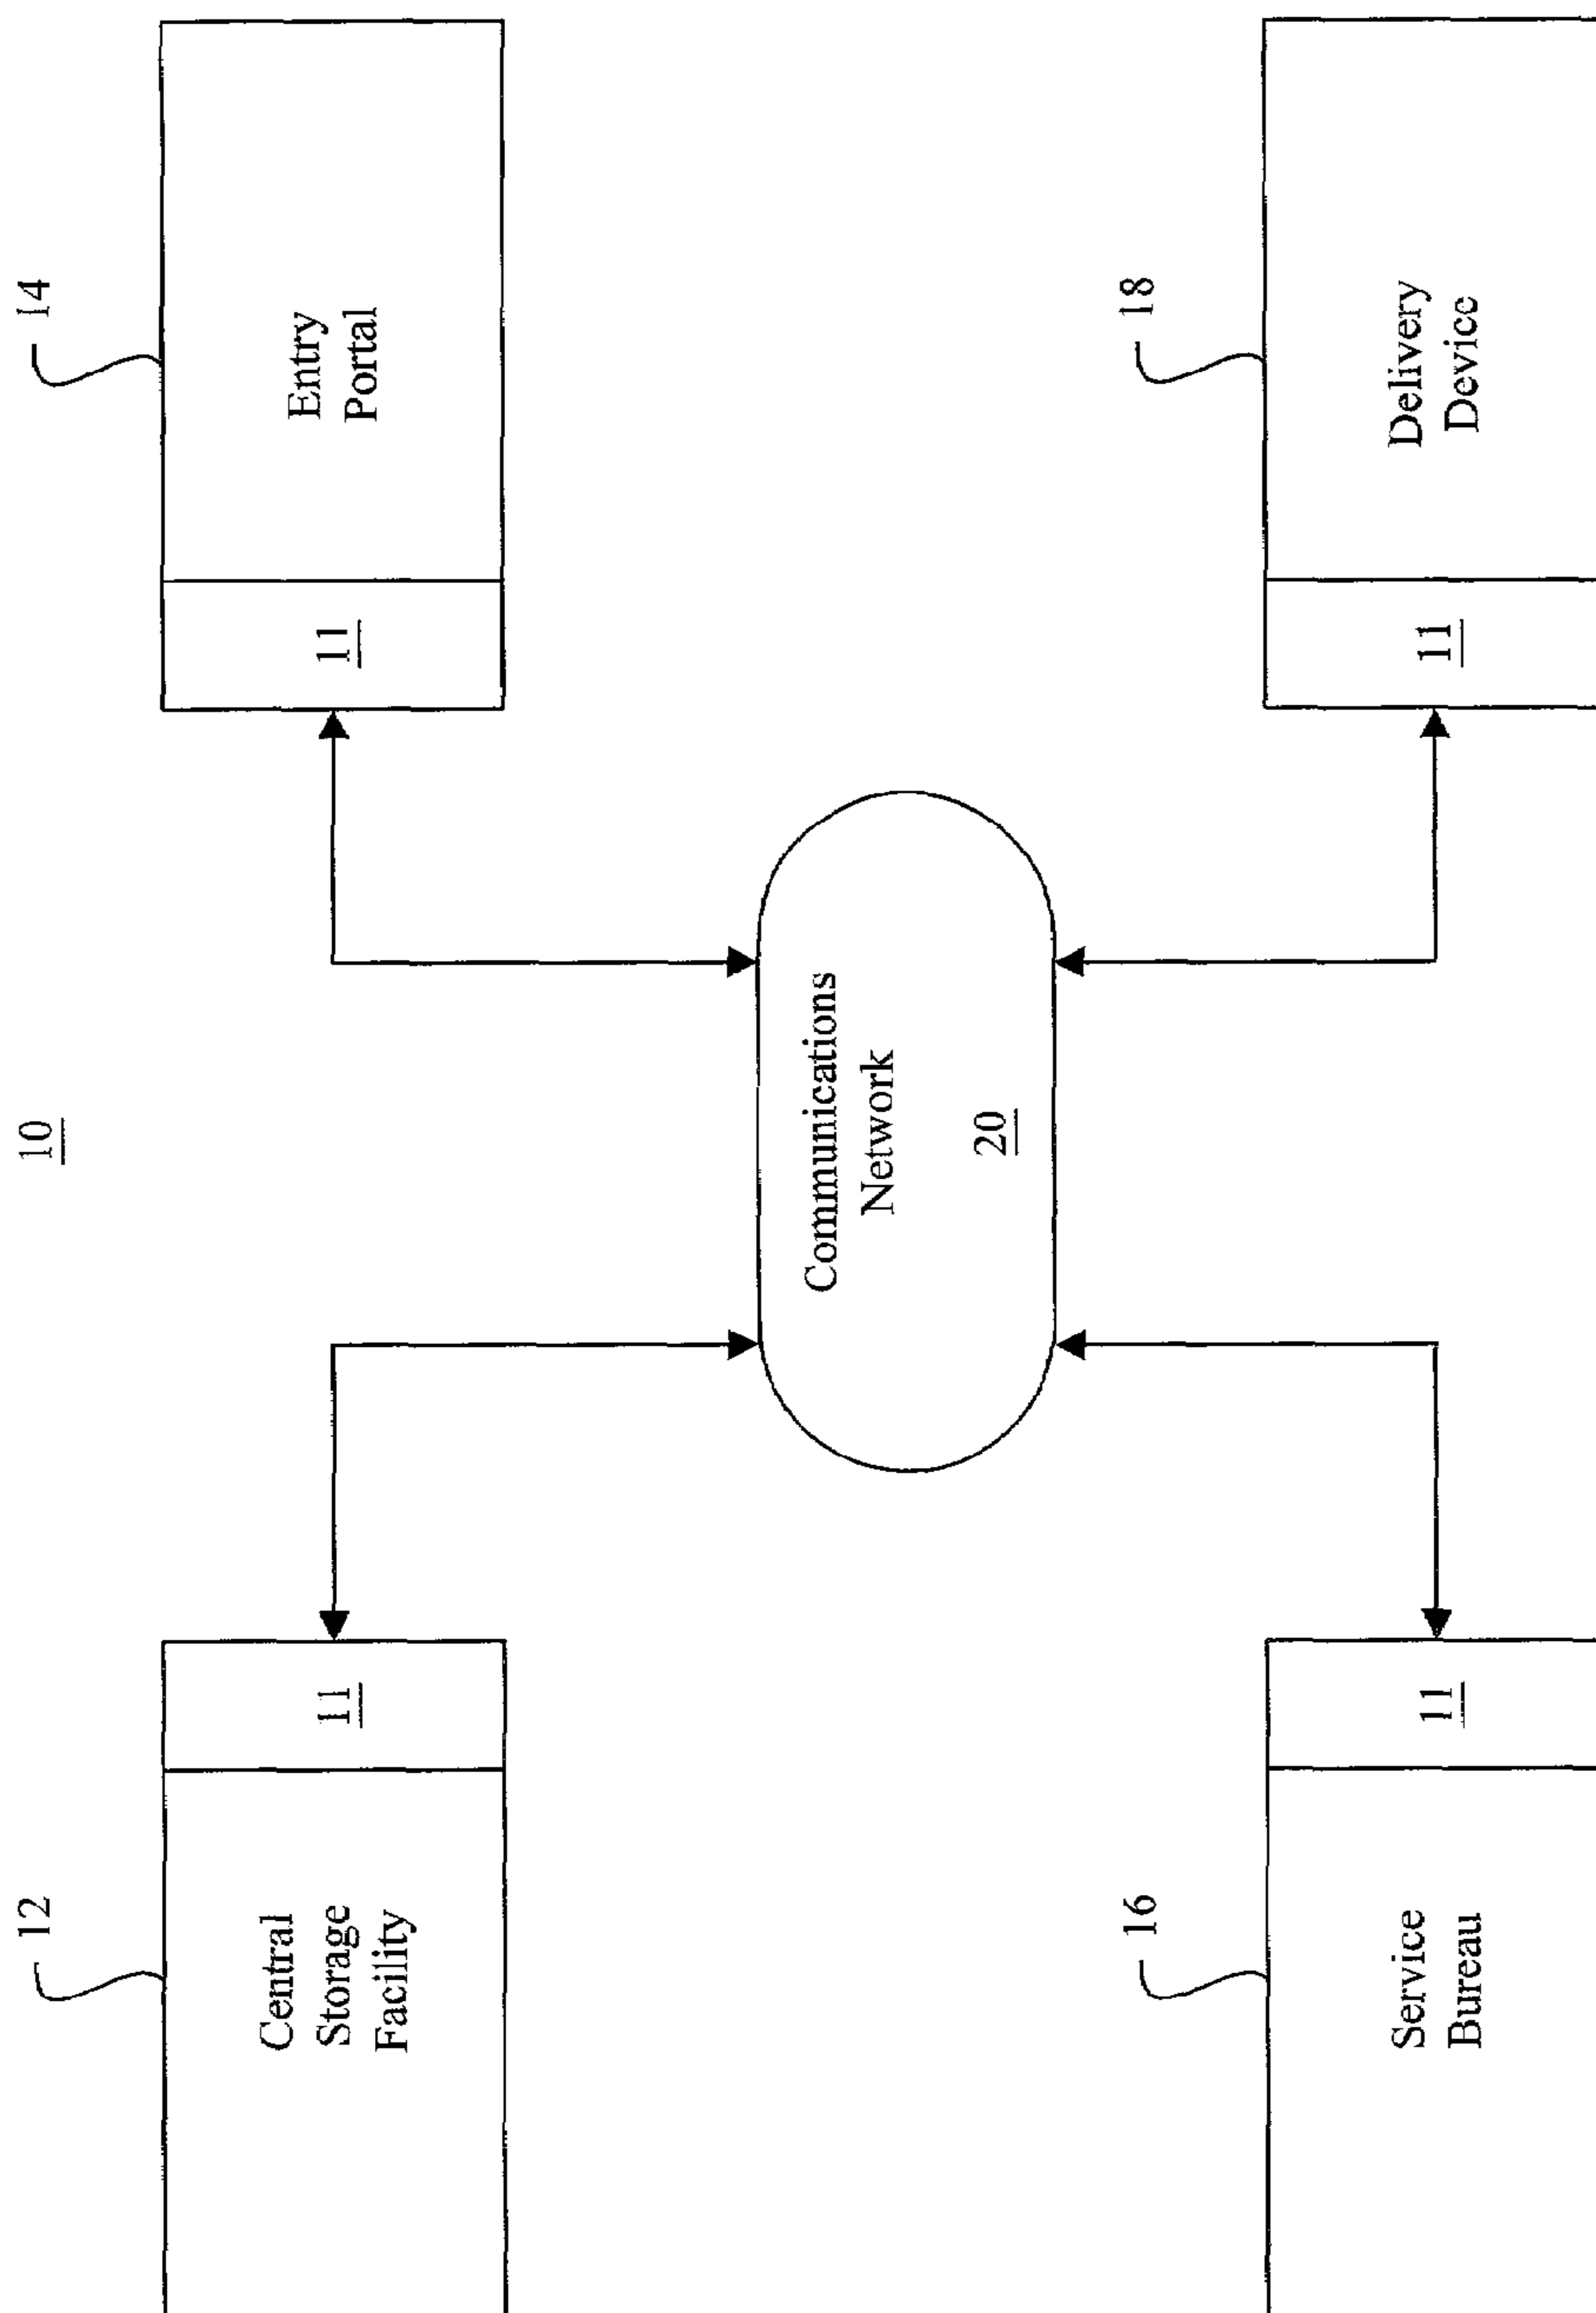 10
12
Central
Storage
Facility
11
14
11
Entry
Portal
Communications
Network
20
16
Service
Bureau
11
18
11
Delivery
Device